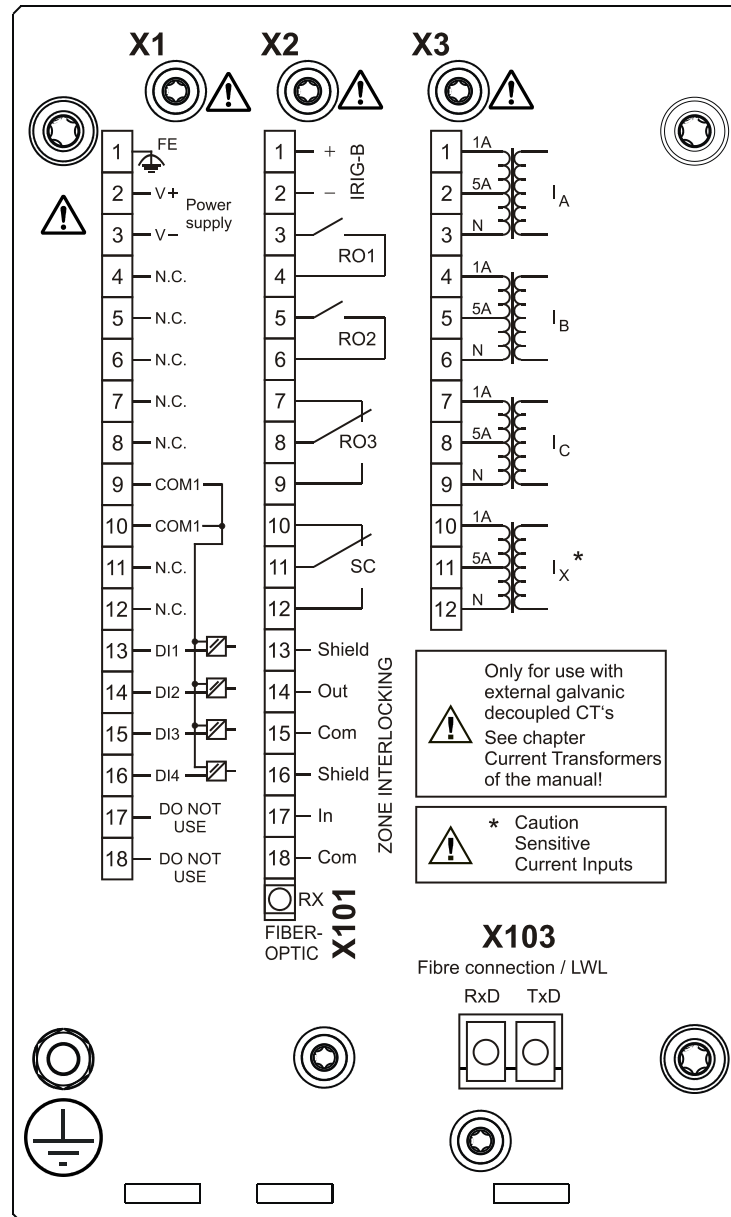 X1
X2
X3
1 FE
2 V+
Power
supply
3 V–
4 N.C.
5 N.C.
6 N.C.
7 N.C.
8 N.C.
9 COM1
10 COM1
11 N.C.
12 N.C.
13 DI1
14 DI2
15 DI3
16 DI4
17 DO NOT
USE
18 DO NOT
USE
1 +
2 –
IRIG-B
3
4
RO1
5
6
RO2
7
8 RO3
9
10
11 SC
12
13 Shield
14 Out
15 Com
16 Shield
17 In
18 Com
ZONE INTERLOCKING
RX
FIBER-
OPTIC
X101
1 1A
2 5A
3 N
IA
4 1A
5 5A
6 N
IB
7 1A
8 5A
9 N
IC
10 1A
11 5A
12 N
IX*
Only for use with
external galvanic
decoupled CT‘s
See chapter
Current Transformers
of the manual!
* Caution
Sensitive
Current Inputs
X103
Fibre connection / LWL
RxD TxD